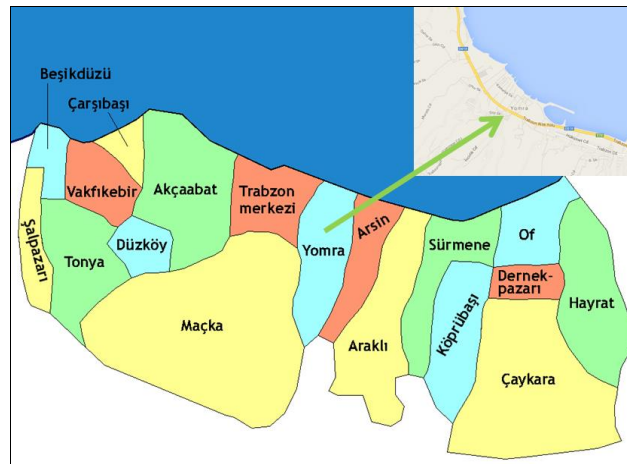 Beşikdüzü
Çarşıbaşı
Vakfıkebir
Akçaabat
Trabzon
merkezi
Yomra
Arsin
Sürmene
Of
Dernek-
pazarı
Hayrat
Şalpazarı
Tonya
Düzköy
Maçka
Araklı
Köprübaşı
Çaykara
Yomra